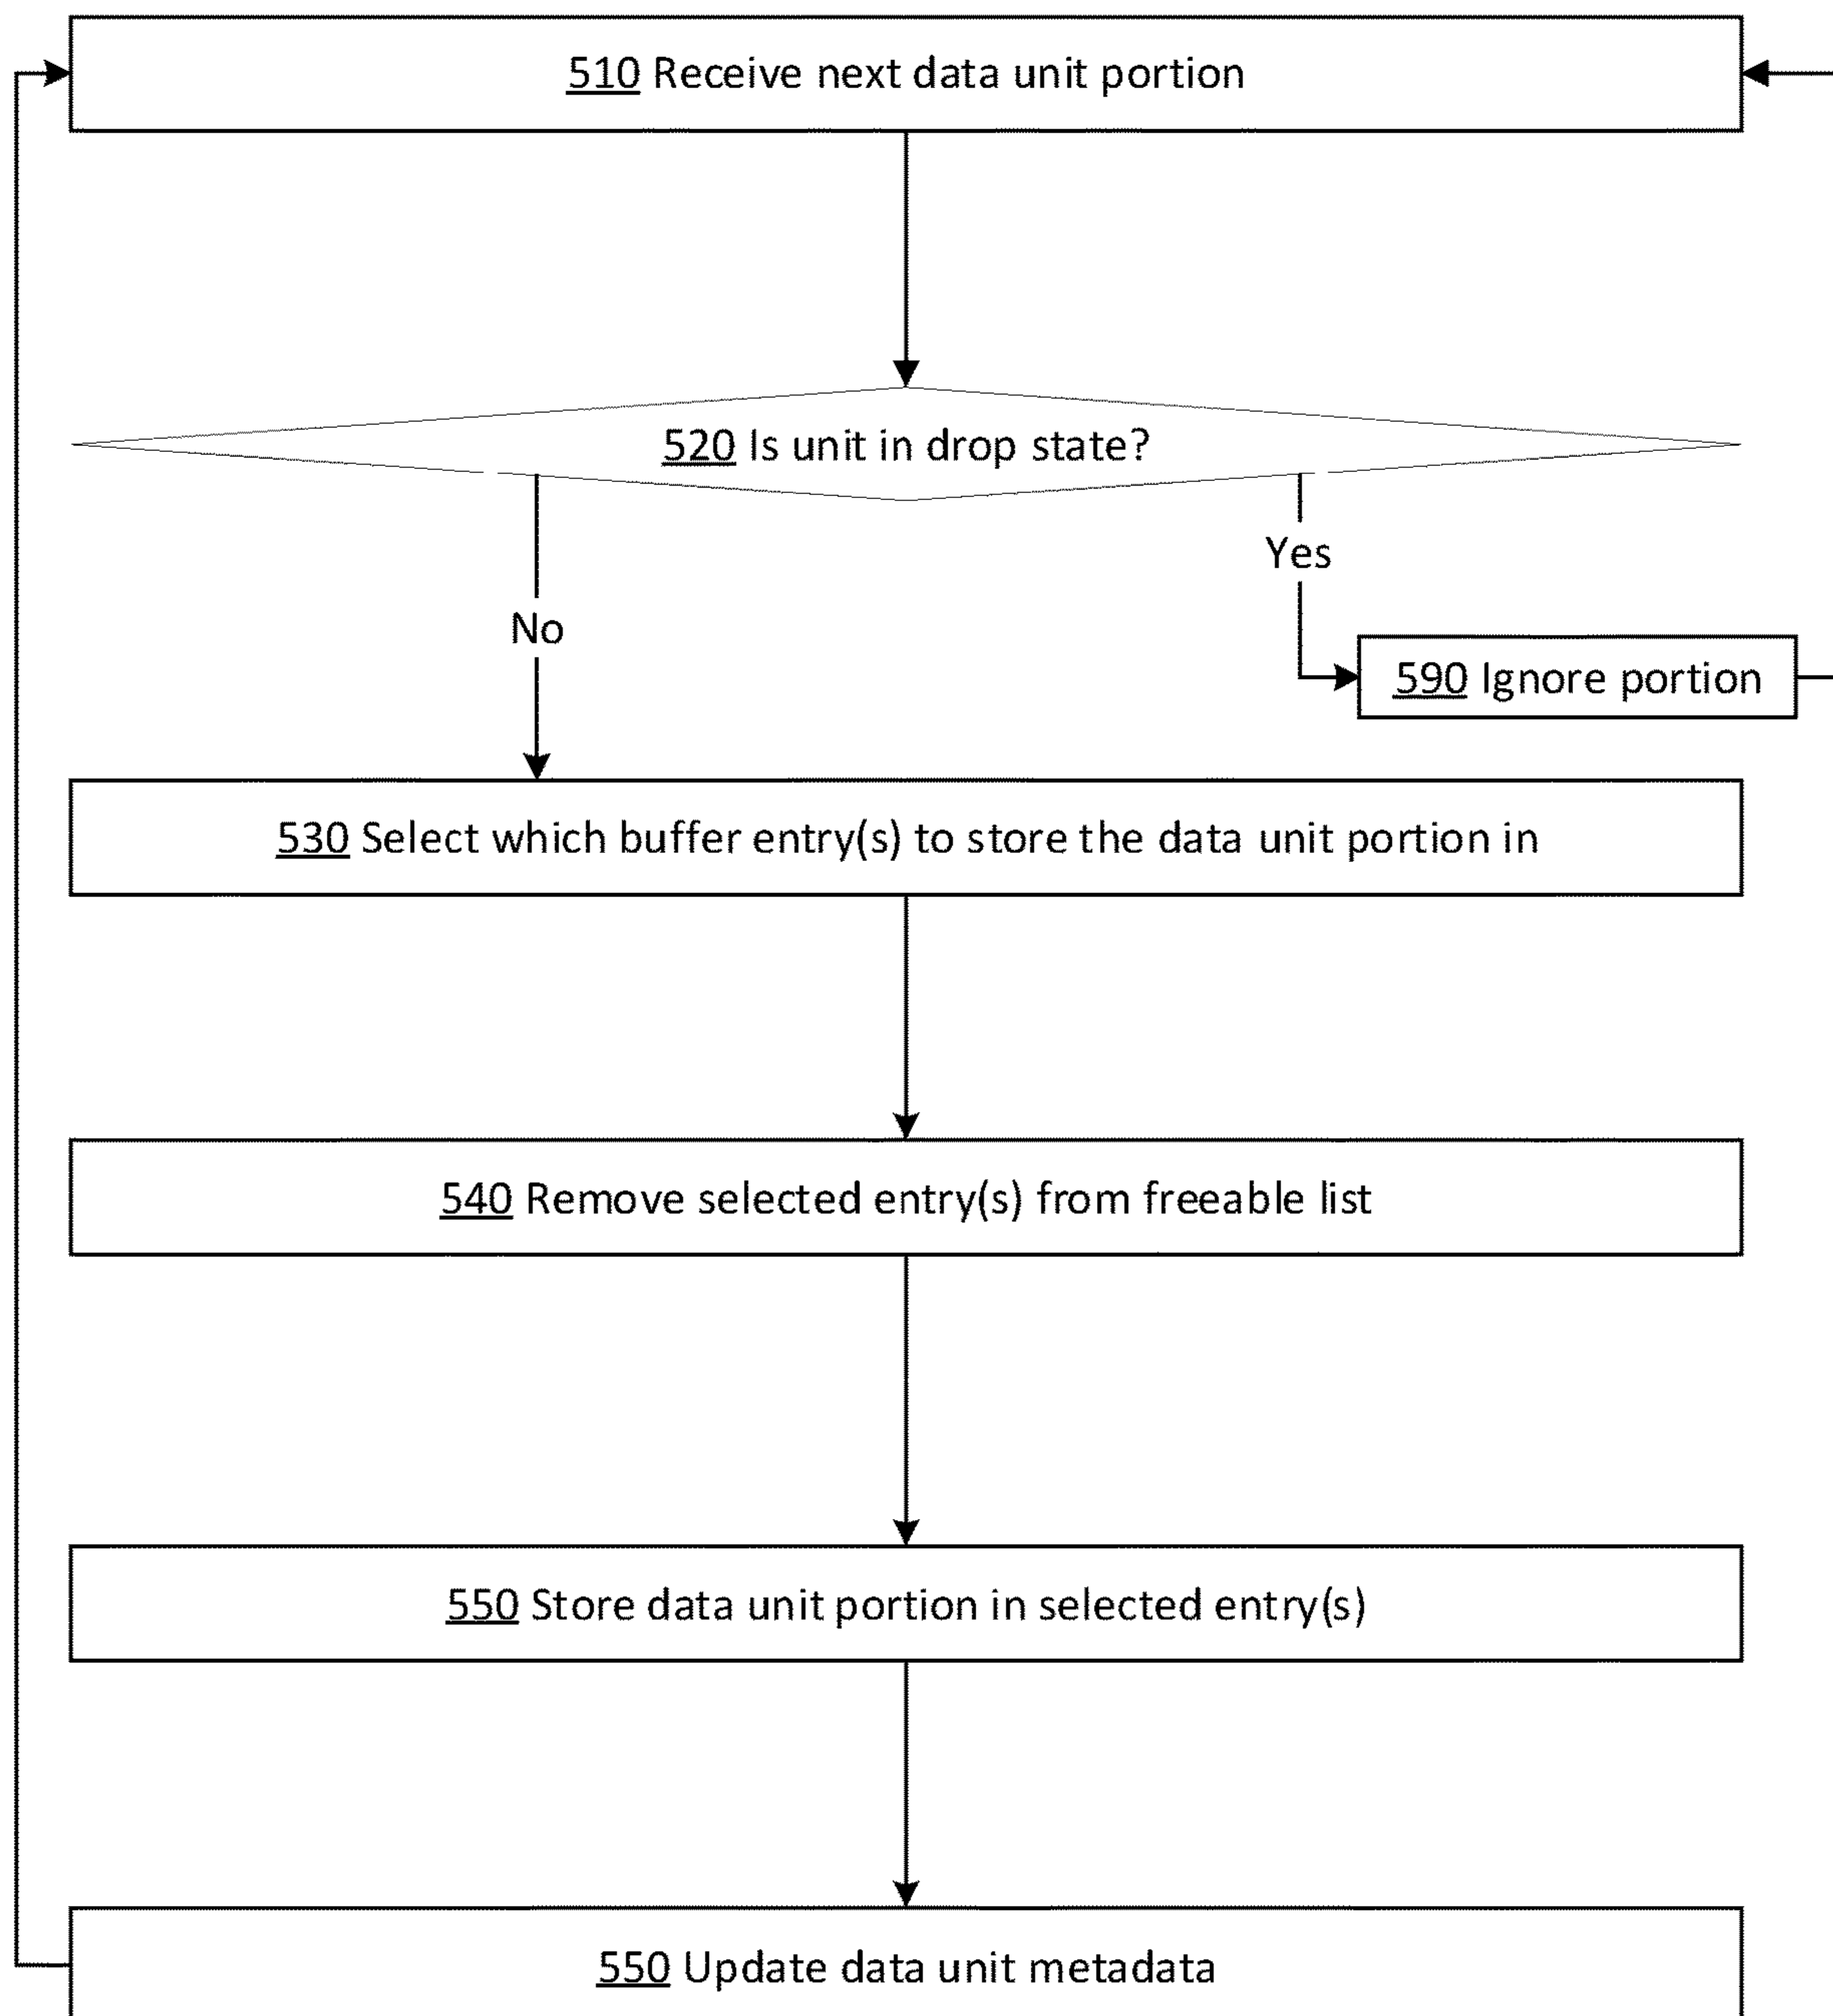 510 Receive next data unit portion
520 Is unit in drop state?
Yes
No
590 Ignore portion
530 Select which buffer entry(s) to store the data unit portion in
540 Remove selected entry(s) from freeable list
550 Store data unit portion in selected entry(s)
550 Update data unit metadata